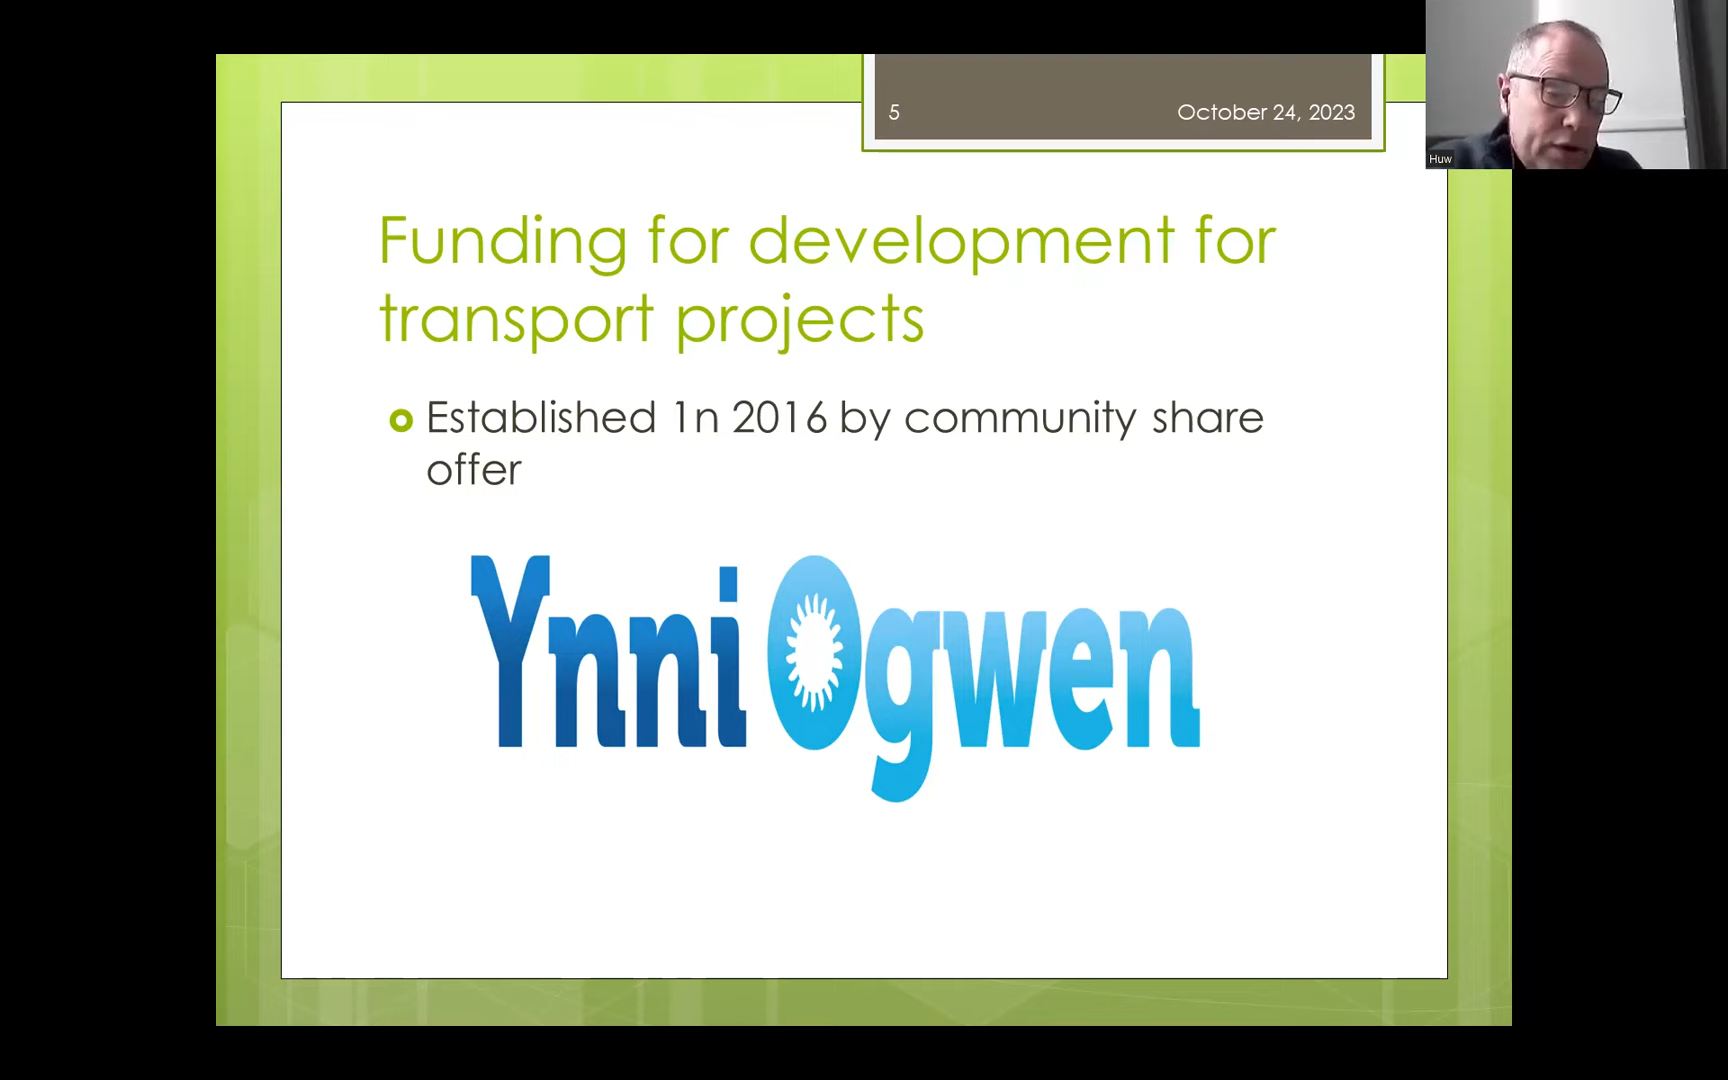 5
October 24, 2023
Huw
Funding for development for
transport projects
Established 1n 2016 by community share
offer
Ynni Ogwen